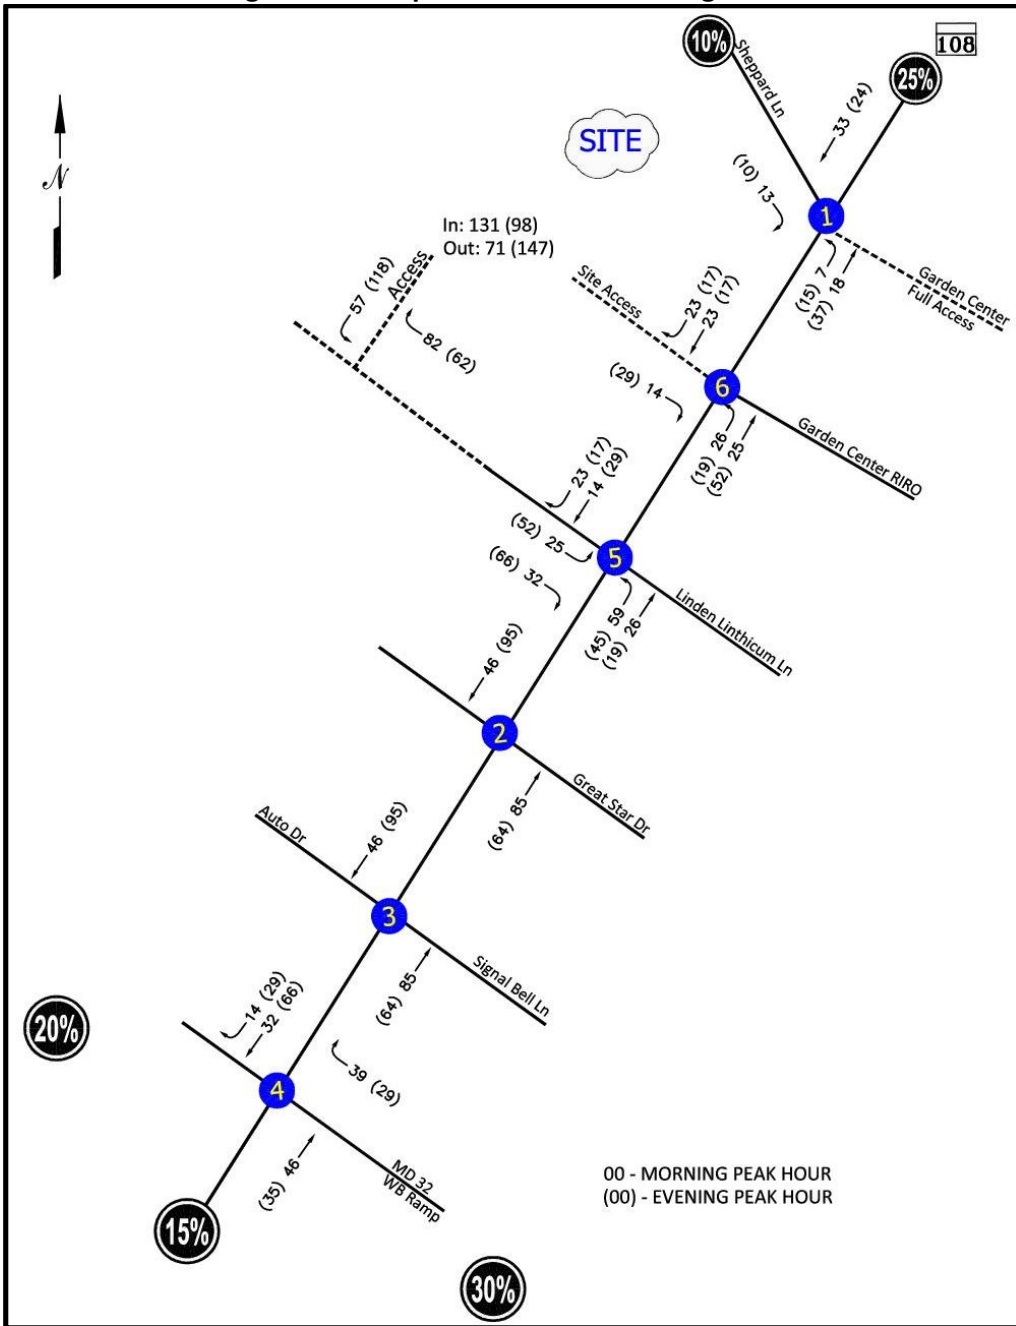 10%
108
25%
Sheppard Ln
33 (24)
SITE
(10) 13
1
In: 131 (98)
Out: 71 (147)
Garden Center
Full Access
(15) 7
(37) 18
Site Access
23 (17)
23 (17)
57 (118)
Access
82 (62)
6
(29) 14
Garden Center RIRO
(19) 26
(52) 25
23 (17)
14 (29)
(52) 25
5
(66) 32
Linden Linthicum Ln
(45) 59
(19) 26
46 (95)
2
Great Star Dr
(64) 85
Auto Dr
46 (95)
3
Signal Bell Ln
(64) 85
14 (29)
32 (66)
20%
39 (29)
4
MD 32
WB Ramp
(35) 46
00 - MORNING PEAK HOUR
(00) - EVENING PEAK HOUR
15%
30%
N